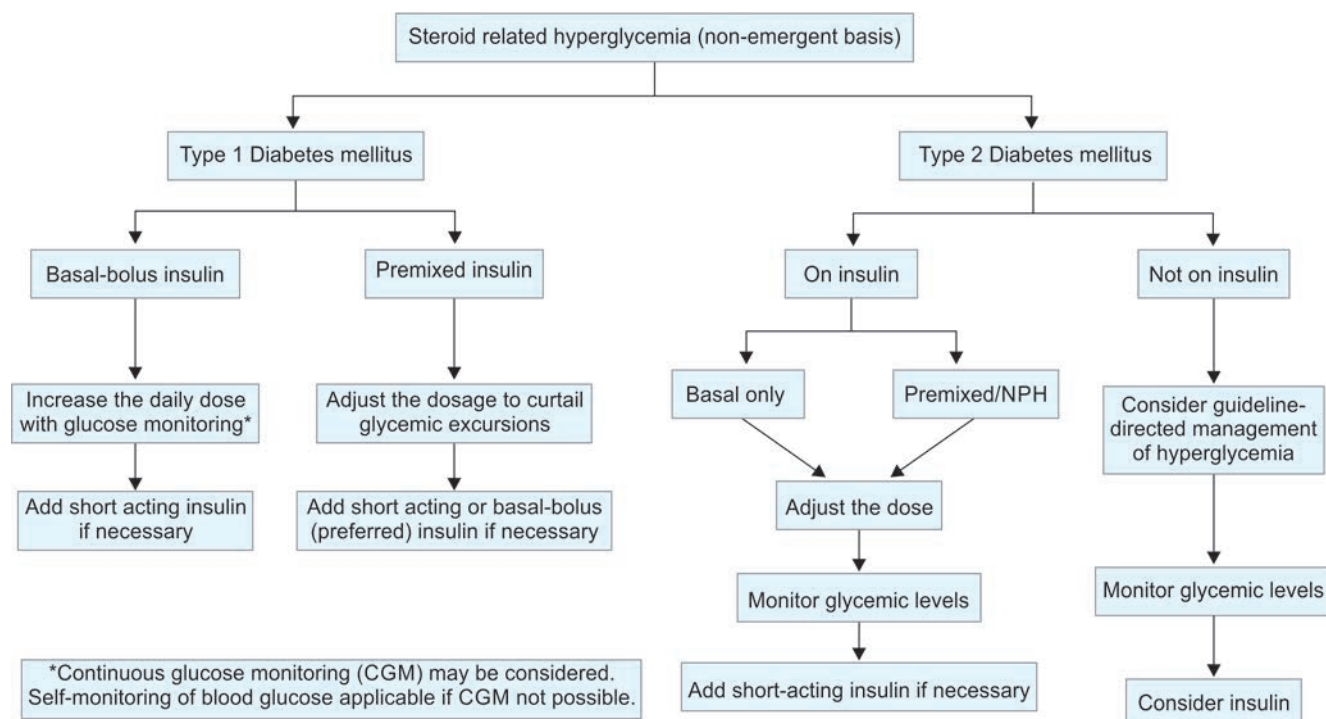 Steroid related hyperglycemia (non-emergent basis)
Type 1 Diabetes mellitus
Type 2 Diabetes mellitus
Basal-bolus insulin
Premixed insulin
On insulin
Not on insulin
Increase the daily dose
with glucose monitoring*
Adjust the dosage to curtail
glycemic excursions
Basal only
Premixed/NPH
Consider guideline-
directed management
of hyperglycemia
Add short acting insulin
if necessary
Add short acting or basal-bolus
(preferred) insulin if necessary
Adjust the dose
Monitor glycemic levels
Monitor glycemic levels
*Continuous glucose monitoring (CGM) may be considered.
Self-monitoring of blood glucose applicable if CGM not possible.
Add short-acting insulin if necessary
Consider insulin